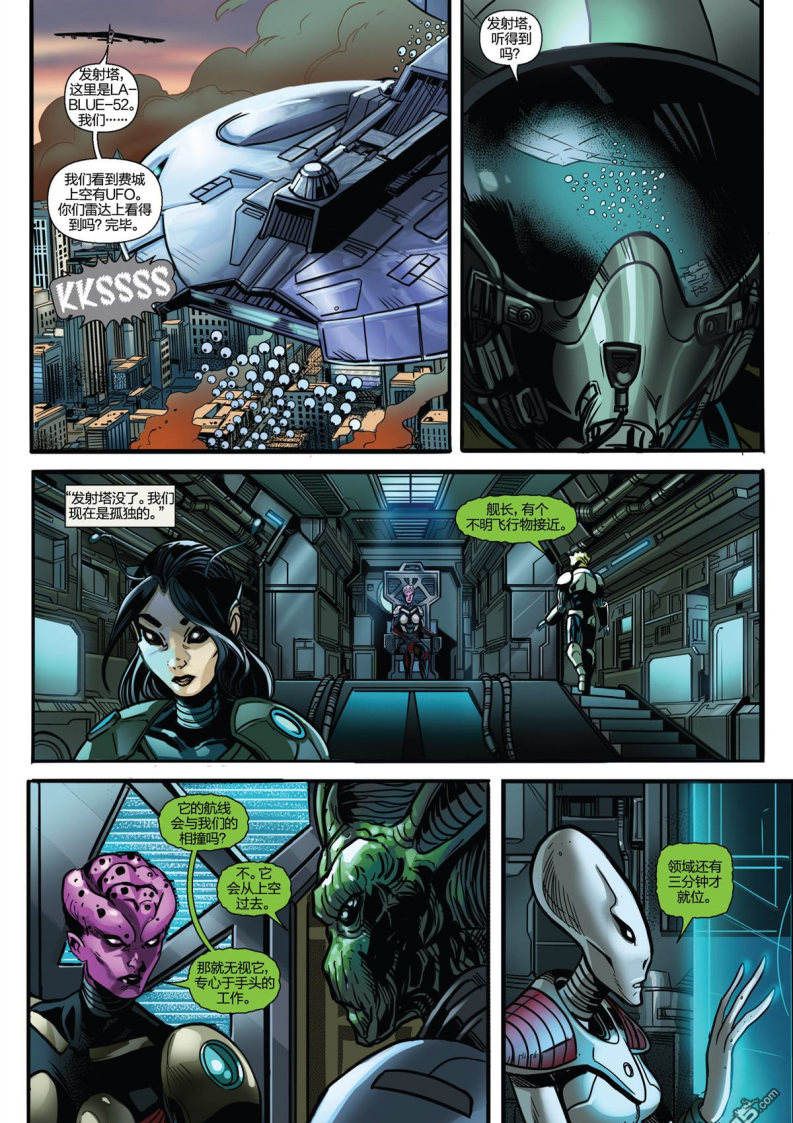 发射塔，
这里是LA-
BLUE-52。
我们……
我们看到费城
上空有UFO。
你们雷达上看得
到吗？完毕。
KKSSSS
发射塔，
听得到
吗？
“发射塔没了。我们
现在是孤独的。”
舰长，有个
不明飞行物接近。
它的航线
会与我们的
相撞吗？
不。它
会从上空
过去。
那就无视它，
专心于手头的
工作。
领域还有
三分钟才
就位。